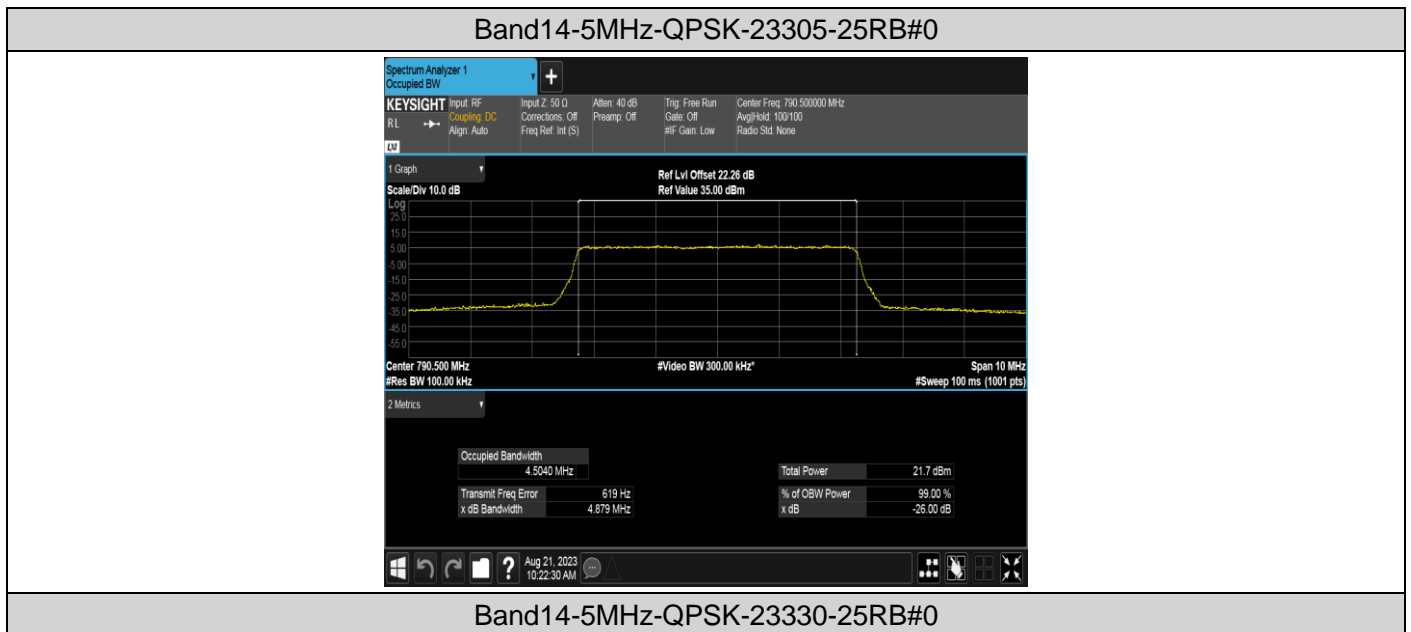 Band14-5MHz-QPSK-23305-25RB#0
Spectrum Analyzer 1
Occupied BW
+
KEYSIGHT Input: RF Input Z: 50 Ω Atten: 40 dB Trig: Free Run Center Freq: 790.500000 MHz
RL Coupling: DC Corrections: Off Preamp: Off Gate: Off Avg|Hold: 100/100
Align: Auto Freq Ref: Int (S) #IF Gain: Low Radio Std: None
LXI
1 Graph
Ref Lvl Offset 22.26 dB
Scale/Div 10.0 dB Ref Value 35.00 dBm
Log
25.0
15.0
5.00
-5.00
-15.0
-25.0
-35.0
-45.0
-55.0
Center 790.500 MHz #Video BW 300.00 kHz* Span 10 MHz
#Res BW 100.00 kHz #Sweep 100 ms (1001 pts)
2 Metrics
Occupied Bandwidth
4.5040 MHz Total Power 21.7 dBm
Transmit Freq Error 619 Hz % of OBW Power 99.00 %
x dB Bandwidth 4.879 MHz x dB -26.00 dB
? Aug 21, 2023
10:22:30 AM
Band14-5MHz-QPSK-23330-25RB#0